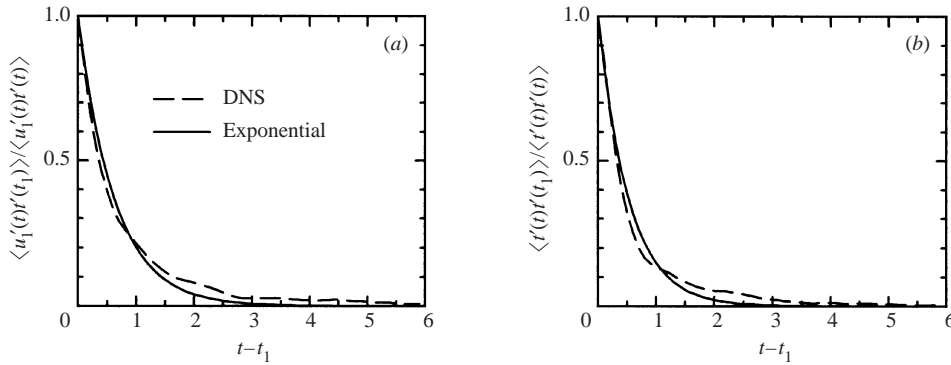 1.0
0.5
0
1
2
3
4
5
6
t–t₁
⟨u₁′(t)t′(t₁)⟩/⟨u₁′(t)t′(t)⟩
(a)
DNS
Exponential
1.0
0.5
0
1
2
3
4
5
6
t–t₁
⟨t′(t)t′(t₁)⟩/⟨t′(t)t′(t)⟩
(b)